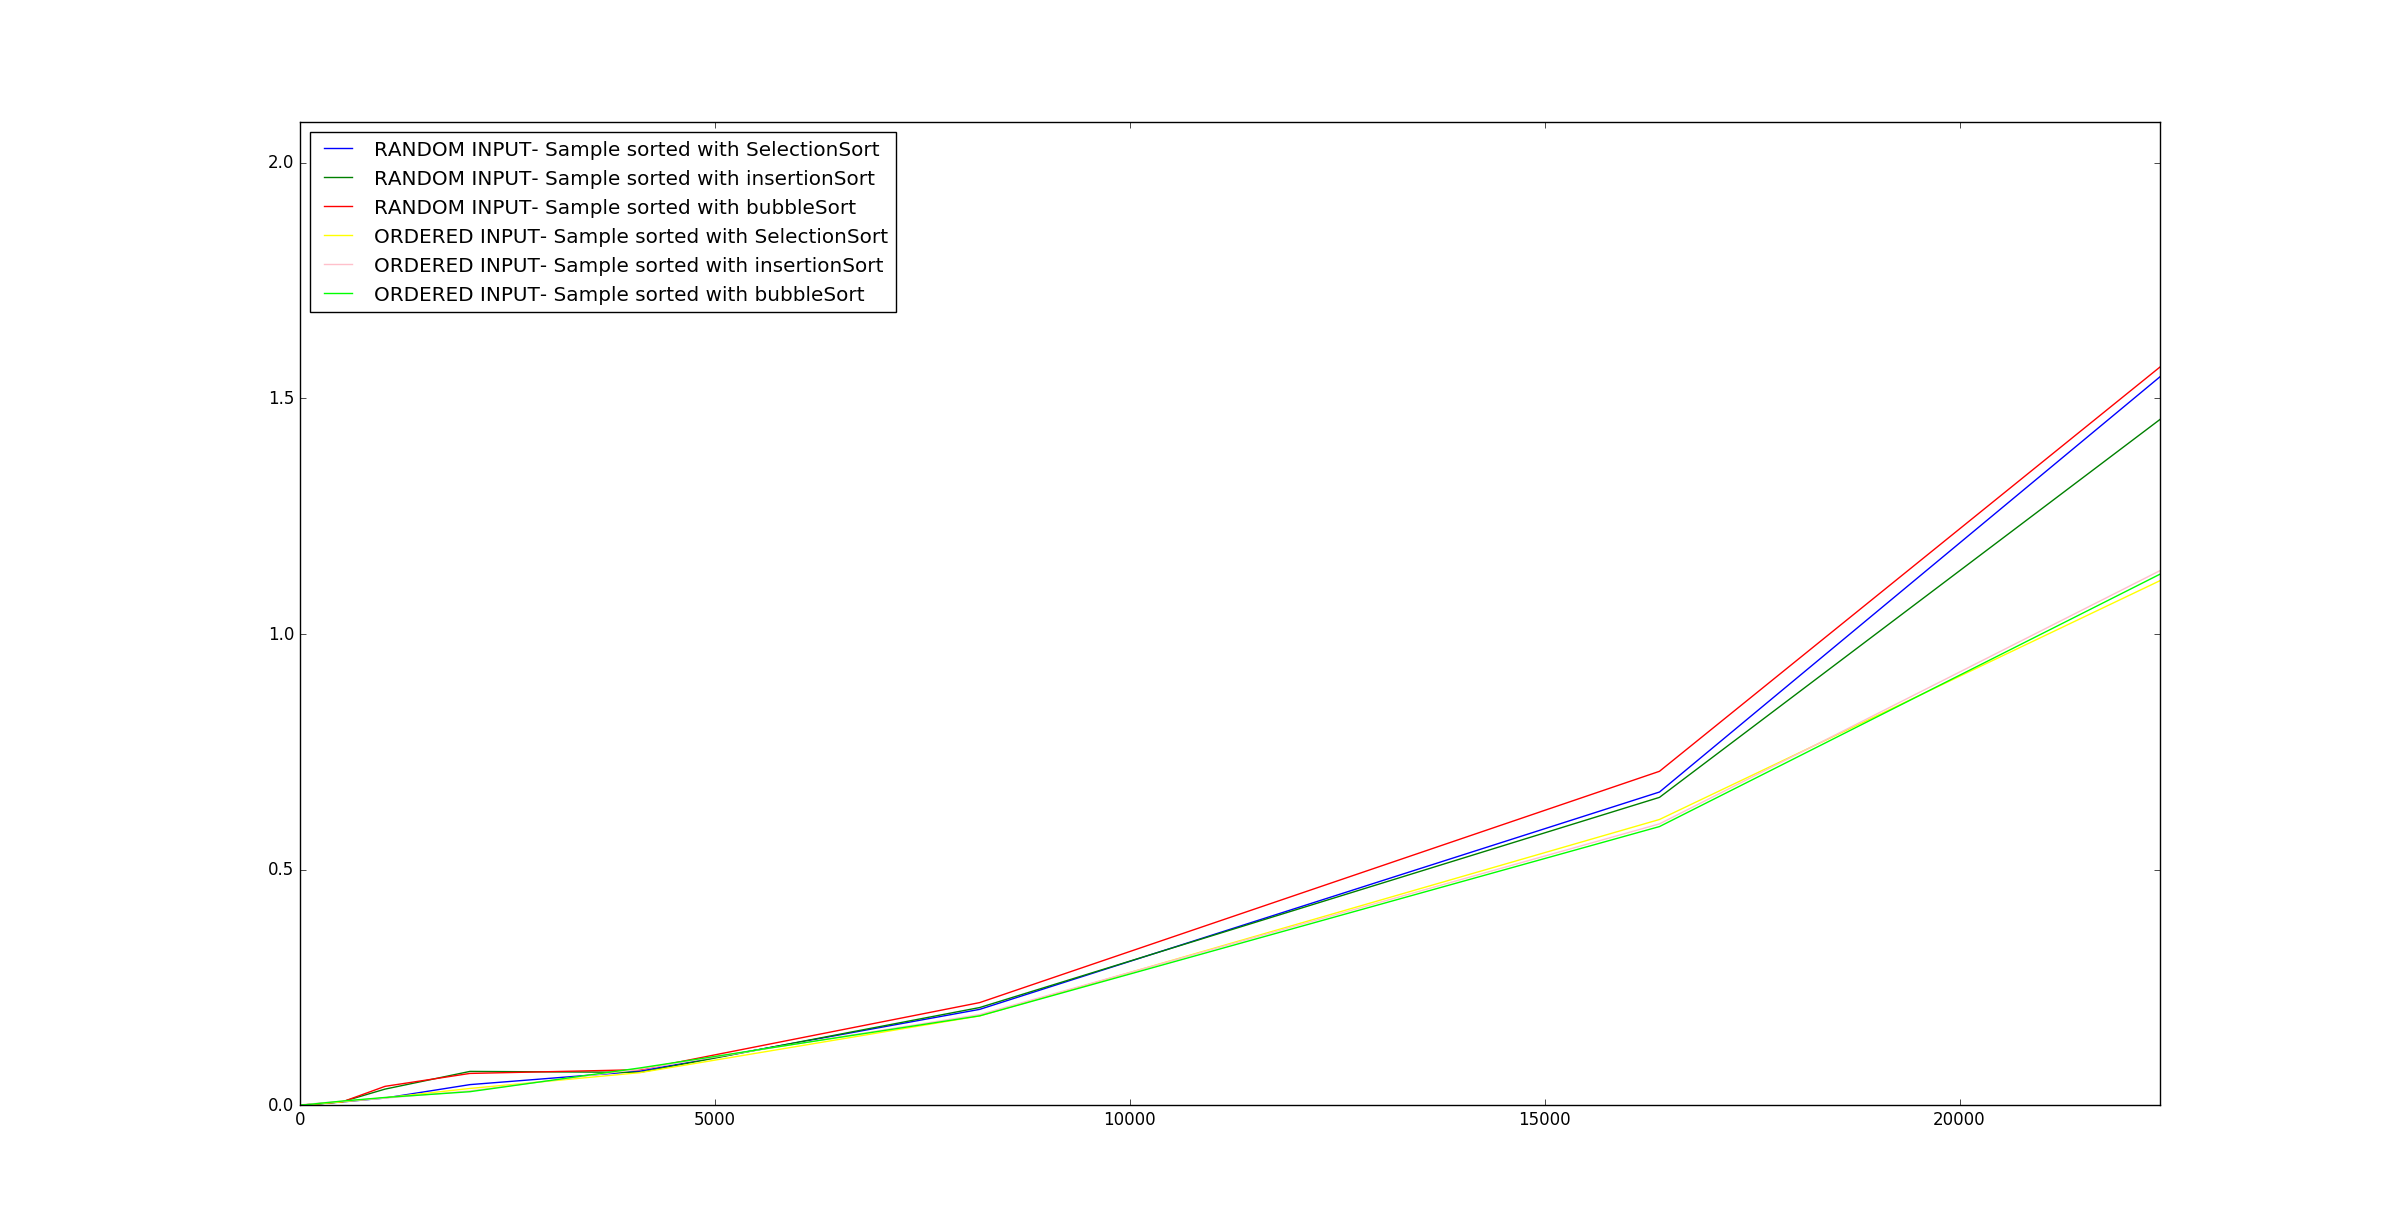 2.0
1.5
1.0
0.5
0.0
RANDOM INPUT- Sample sorted with SelectionSort
RANDOM INPUT- Sample sorted with insertionSort
RANDOM INPUT- Sample sorted with bubbleSort
ORDERED INPUT- Sample sorted with SelectionSort
ORDERED INPUT- Sample sorted with insertionSort
ORDERED INPUT- Sample sorted with bubbleSort
0 5000 10000 15000 20000